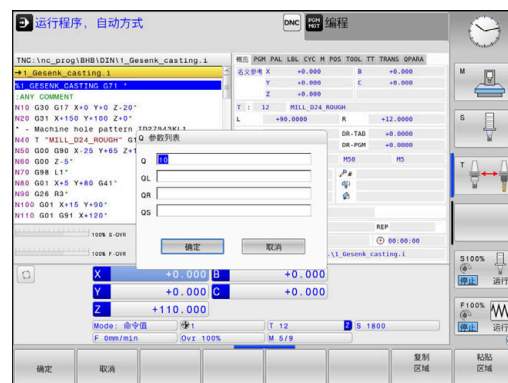 运行程序，自动方式
DNC
编程
TNC:\nc_prog\BHB\DIN\1_Gesenk_casting.i
→1_Gesenk_casting.i
%1_GESENK_CASTING G71 *
;ANY COMMENT
N10 G30 G17 X+0 Y+0 Z-20*
N20 G31 X+150 Y+100 Z+0*
* - Machine hole pattern ID27943KL1
N40 T "MILL_D24_ROUGH
N50 G00 G90 X-25 Y+65 Z+1
N60 G00 Z-5*
N70 G98 L1*
N80 G01 X+5 Y+80 G41*
N90 G26 R3*
N100 G01 X+15 Y+90*
N110 G01 G91 X+120*
概览 PGM PAL LBL CYC M POS TOOL TT TRANS QPARA
名义参考 X +0.000 B +0.000
Y +0.000 C +0.000
Z +0.000
T : 12 MILL_D24_ROUGH
L +90.0000 R +12.0000
DR-TAB +0.0000
DR-PGM +0.0000
M50 M5
REP
00:00:00
.\1_Gesenk_casting.i
Q 参数列表
Q 10
QL
QR
QS
确定 取消
100% S-OVR
100% F-OVR
X +0.000 B +0.000
Y +0.000 C +0.000
Z +110.000
Mode: 命令值 1 T 12 Z S 1800
F 0mm/min Ovr 100% M 5/9
M
S
T
S100%
停止 运行
F100%
停止 运行
确定 取消 复制区域 粘贴区域